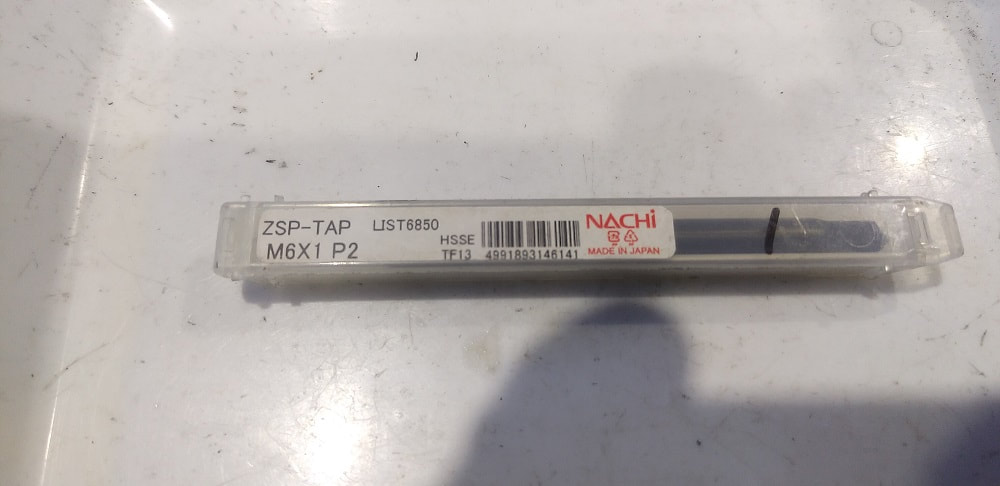 ZSP-TAP LIST6850
M6X1 P2
HSSE
TF13 4991893146141
NACHi
MADE IN JAPAN